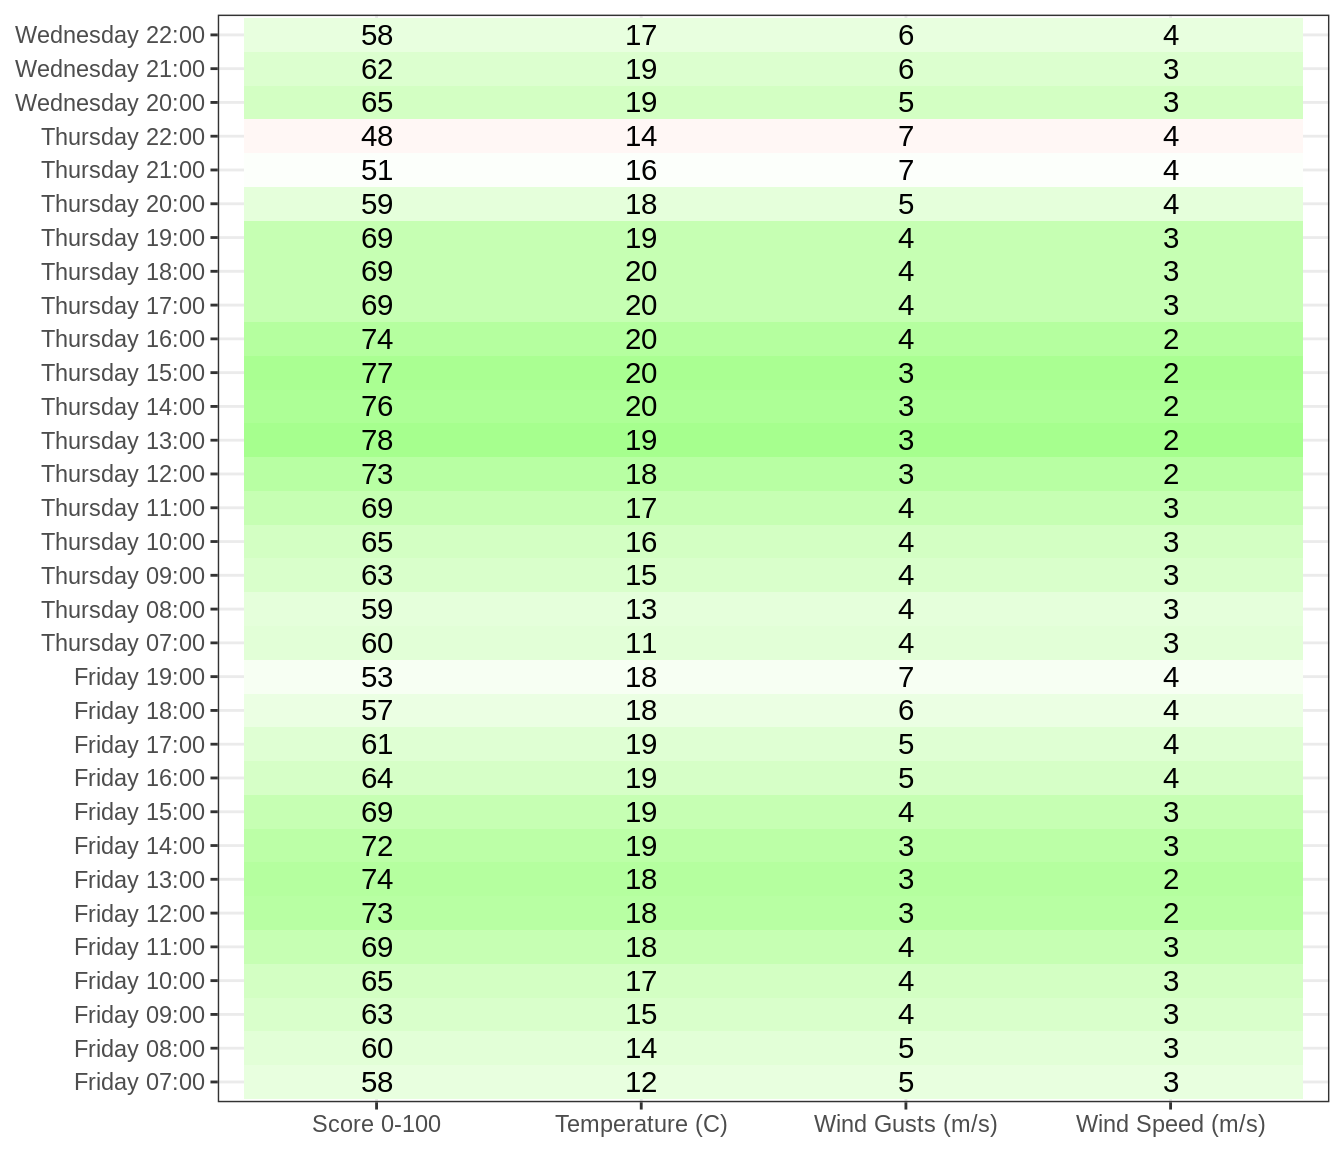 Wednesday 22:00 58 17 6 4
Wednesday 21:00 62 19 6 3
Wednesday 20:00 65 19 5 3
Thursday 22:00 48 14 7 4
Thursday 21:00 51 16 7 4
Thursday 20:00 59 18 5 4
Thursday 19:00 69 19 4 3
Thursday 18:00 69 20 4 3
Thursday 17:00 69 20 4 3
Thursday 16:00 74 20 4 2
Thursday 15:00 77 20 3 2
Thursday 14:00 76 20 3 2
Thursday 13:00 78 19 3 2
Thursday 12:00 73 18 3 2
Thursday 11:00 69 17 4 3
Thursday 10:00 65 16 4 3
Thursday 09:00 63 15 4 3
Thursday 08:00 59 13 4 3
Thursday 07:00 60 11 4 3
Friday 19:00 53 18 7 4
Friday 18:00 57 18 6 4
Friday 17:00 61 19 5 4
Friday 16:00 64 19 5 4
Friday 15:00 69 19 4 3
Friday 14:00 72 19 3 3
Friday 13:00 74 18 3 2
Friday 12:00 73 18 3 2
Friday 11:00 69 18 4 3
Friday 10:00 65 17 4 3
Friday 09:00 63 15 4 3
Friday 08:00 60 14 5 3
Friday 07:00 58 12 5 3
Score 0-100 Temperature (C) Wind Gusts (m/s) Wind Speed (m/s)